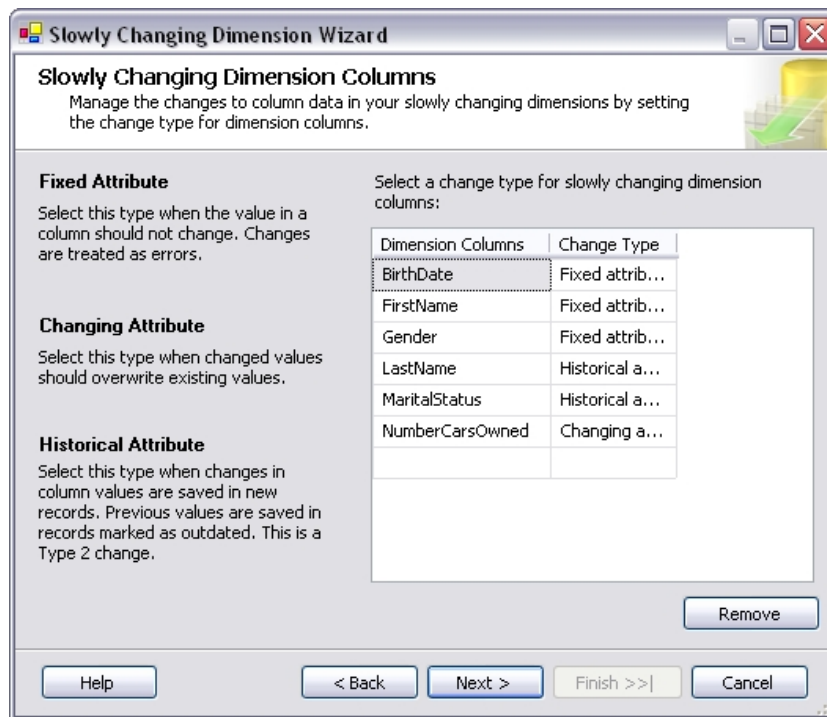 Slowly Changing Dimension Wizard
Slowly Changing Dimension Columns
Manage the changes to column data in your slowly changing dimensions by setting
the change type for dimension columns.
Fixed Attribute
Select this type when the value in a
column should not change. Changes
are treated as errors.
Changing Attribute
Select this type when changed values
should overwrite existing values.
Historical Attribute
Select this type when changes in
column values are saved in new
records. Previous values are saved in
records marked as outdated. This is a
Type 2 change.
Select a change type for slowly changing dimension
columns:
Dimension Columns Change Type
BirthDate Fixed attrib...
FirstName Fixed attrib...
Gender Fixed attrib...
LastName Historical a...
MaritalStatus Historical a...
NumberCarsOwned Changing a...
Remove
Help < Back Next > Finish >>| Cancel